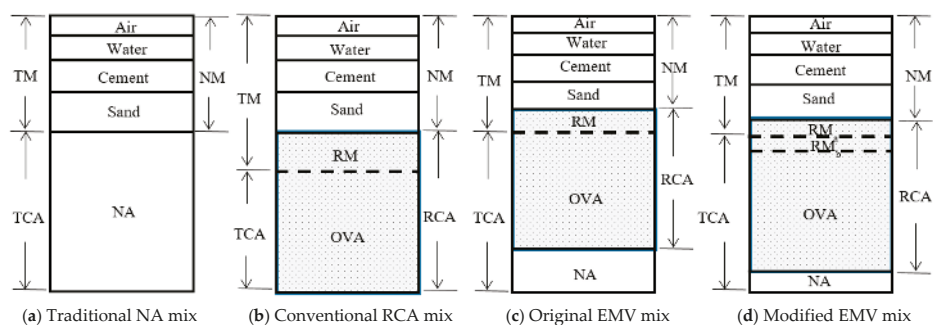 Air
Water
Cement
Sand
NA
TM
TCA
NM
(a) Traditional NA mix
Air
Water
Cement
Sand
RM
OVA
TM
TCA
NM
RCA
(b) Conventional RCA mix
Air
Water
Cement
Sand
RM
OVA
NA
TM
TCA
NM
RCA
(c) Original EMV mix
Air
Water
Cement
Sand
RM
RM b
OVA
NA
TM
TCA
NM
RCA
(d) Modified EMV mix